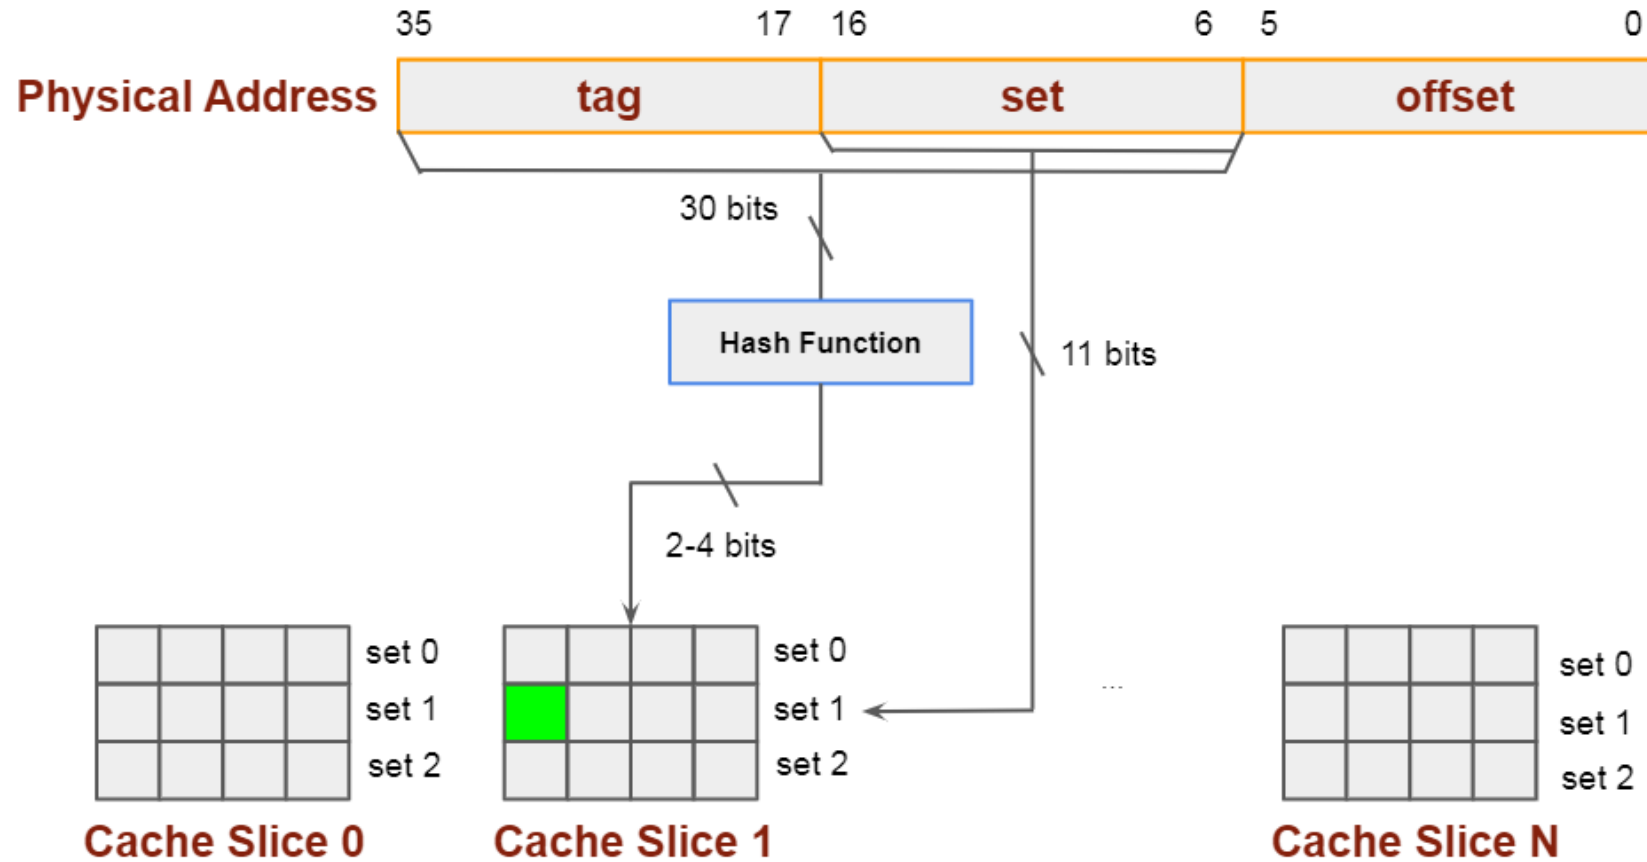 35 17 16 6 5 0
Physical Address tag set offset
30 bits
Hash Function
11 bits
2-4 bits
set 0 set 0 set 0
set 1 set 1 ... set 1
set 2 set 2 set 2
Cache Slice 0 Cache Slice 1 Cache Slice N